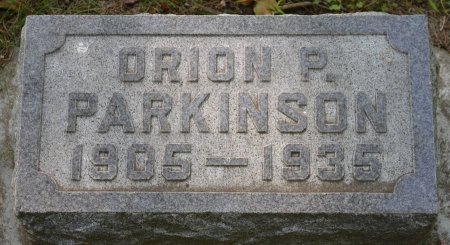 ORION P.
PARKINSON
1905 — 1935